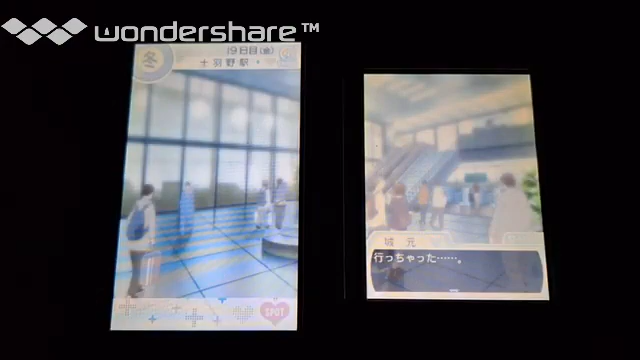 wondershare™
冬
19日目(金)
十羽野駅
SPOT
城 元
行っちゃった……。